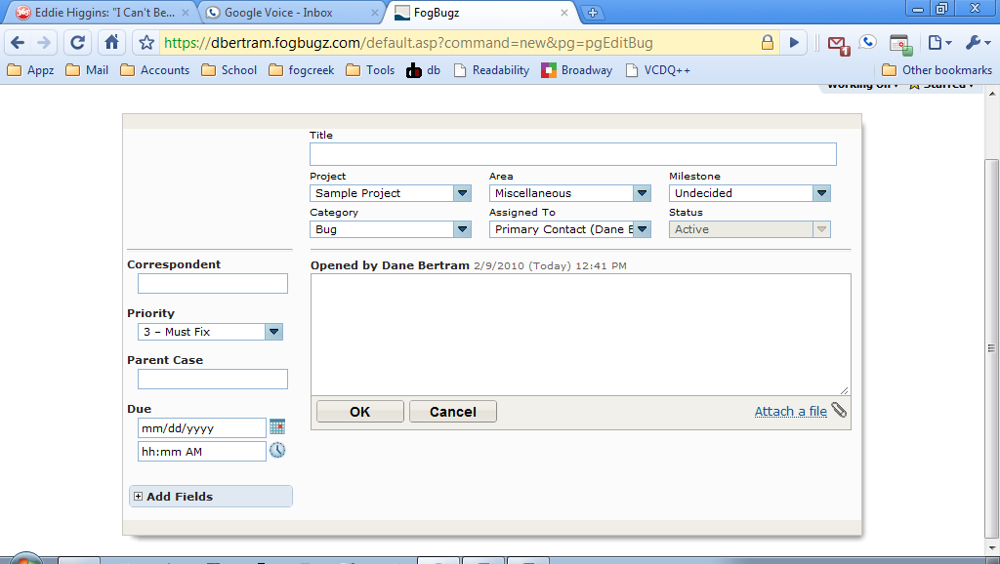 Eddie Higgins: "I Can't Be...
Google Voice - Inbox
FogBugz
https://dbertram.fogbugz.com/default.asp?command=new&pg=pgEditBug
1
Appz Mail Accounts School fogcreek Tools db Readability Broadway VCDQ++ Other bookmarks
Working on Starred
Title
Project Area Milestone
Sample Project Miscellaneous Undecided
Category Assigned To Status
Bug Primary Contact (Dane B Active
Correspondent
Priority
3 – Must Fix
Parent Case
Due
mm/dd/yyyy
hh:mm AM
Add Fields
Opened by Dane Bertram 2/9/2010 (Today) 12:41 PM
OK Cancel Attach a file